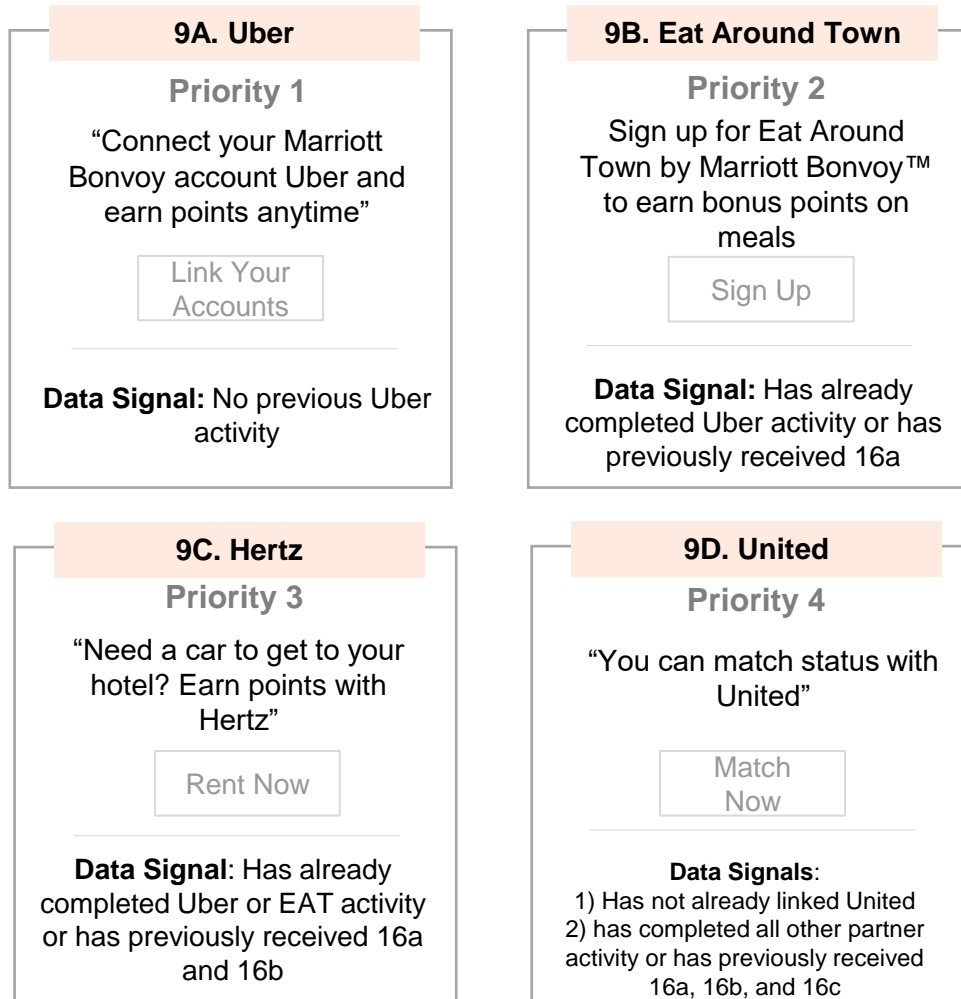 9A. Uber
Priority 1
“Connect your Marriott
Bonvoy account Uber and
earn points anytime”
Link Your
Accounts
Data Signal: No previous Uber
activity
9B. Eat Around Town
Priority 2
Sign up for Eat Around
Town by Marriott Bonvoy™
to earn bonus points on
meals
Sign Up
Data Signal: Has already
completed Uber activity or has
previously received 16a
9C. Hertz
Priority 3
“Need a car to get to your
hotel? Earn points with
Hertz”
Rent Now
Data Signal: Has already
completed Uber or EAT activity
or has previously received 16a
and 16b
9D. United
Priority 4
“You can match status with
United”
Match
Now
Data Signals:
1) Has not already linked United
2) has completed all other partner
activity or has previously received
16a, 16b, and 16c